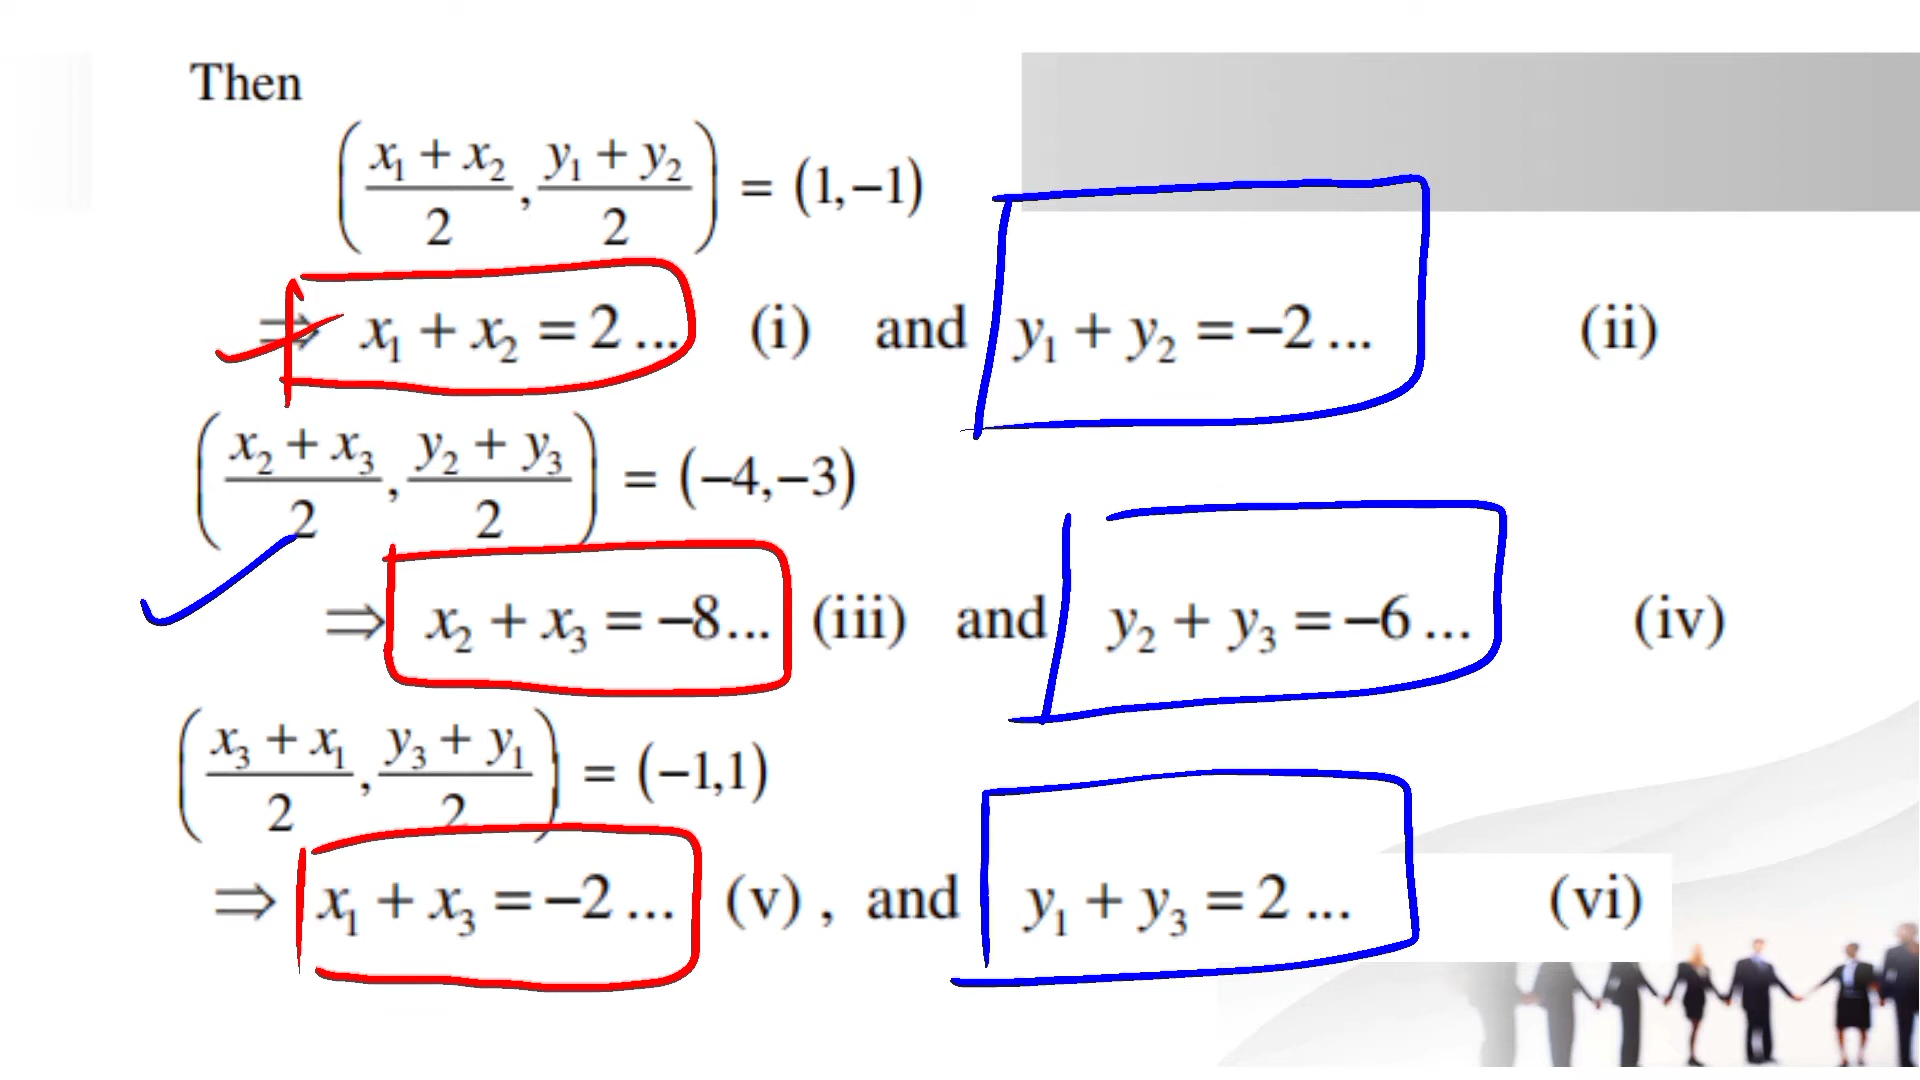 Then
(x₁ + x₂ / 2, y₁ + y₂ / 2) = (1,−1)
⇒ x₁ + x₂ = 2 ... (i) and y₁ + y₂ = −2 ... (ii)
(x₂ + x₃ / 2, y₂ + y₃ / 2) = (−4,−3)
⇒ x₂ + x₃ = −8... (iii) and y₂ + y₃ = −6 ... (iv)
(x₃ + x₁ / 2, y₃ + y₁ / 2) = (−1,1)
⇒ x₁ + x₃ = −2 ... (v) , and y₁ + y₃ = 2 ... (vi)